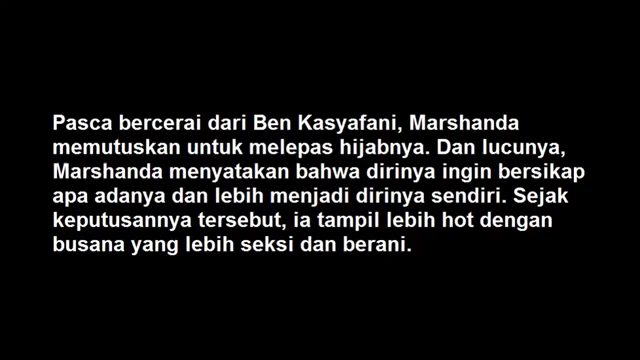 Pasca bercerai dari Ben Kasyafani, Marshanda
memutuskan untuk melepas hijabnya. Dan lucunya,
Marshanda menyatakan bahwa dirinya ingin bersikap
apa adanya dan lebih menjadi dirinya sendiri. Sejak
keputusannya tersebut, ia tampil lebih hot dengan
busana yang lebih seksi dan berani.